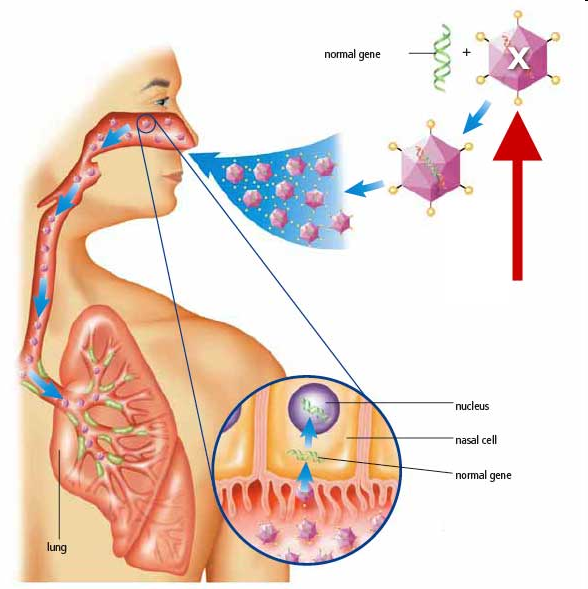 normal gene
+
X
nucleus
nasal cell
normal gene
lung